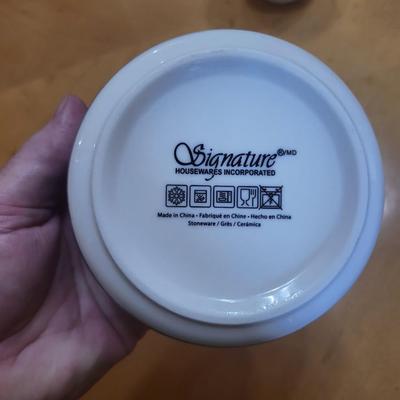 Signature®/MD
HOUSEWARES INCORPORATED
Made in China • Fabriqué en Chine • Hecho en China
Stoneware / Grès / Cerámica